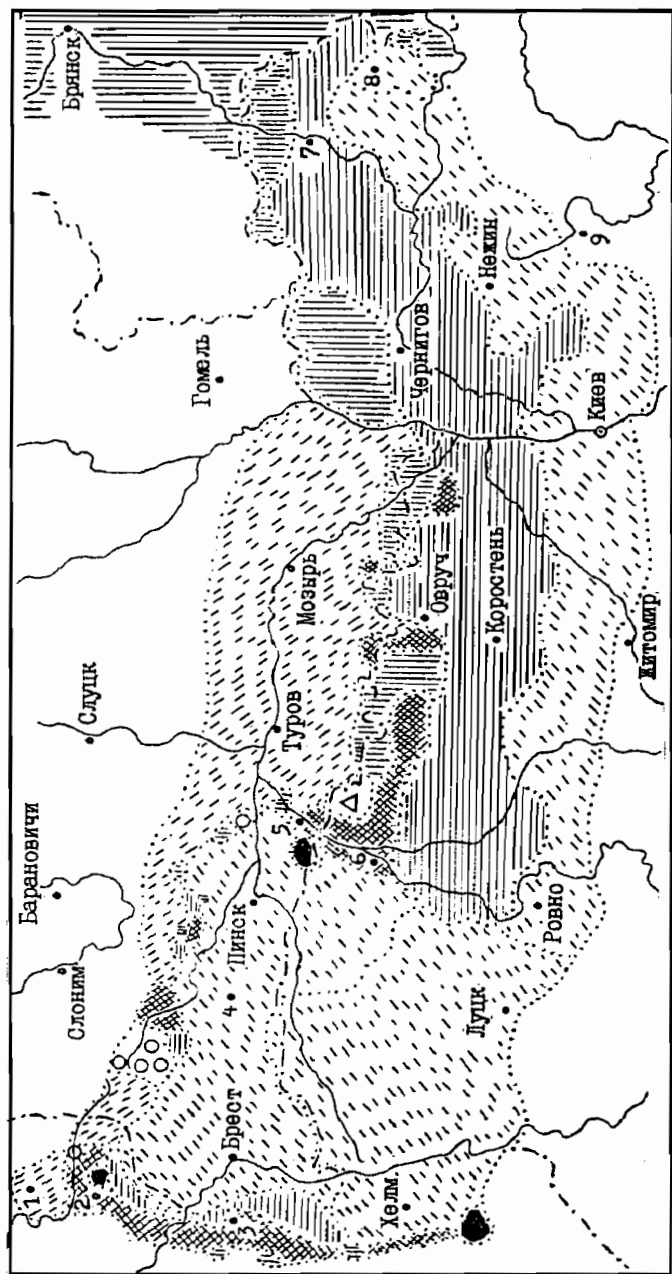 Брянск
Гомель
Слуцк
Барановичи
Слоним
1
2
8
7
Мозырь
Туров
Пинск
4
Брест
3
Нежин
9
Чернигов
Киев
Овруч
Коростень
Житомир
5
6
Ровно
Луцк
Хелм